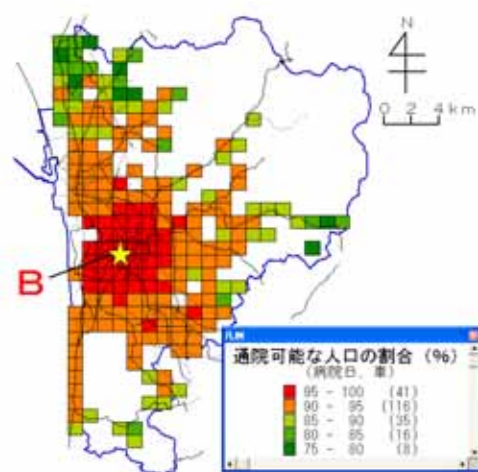 N
0 2 4 km
B
凡例
通院可能な人口の割合 (%)
(病院B, 車)
95 - 100 (41)
90 - 95 (116)
85 - 90 (35)
80 - 85 (16)
75 - 80 (8)